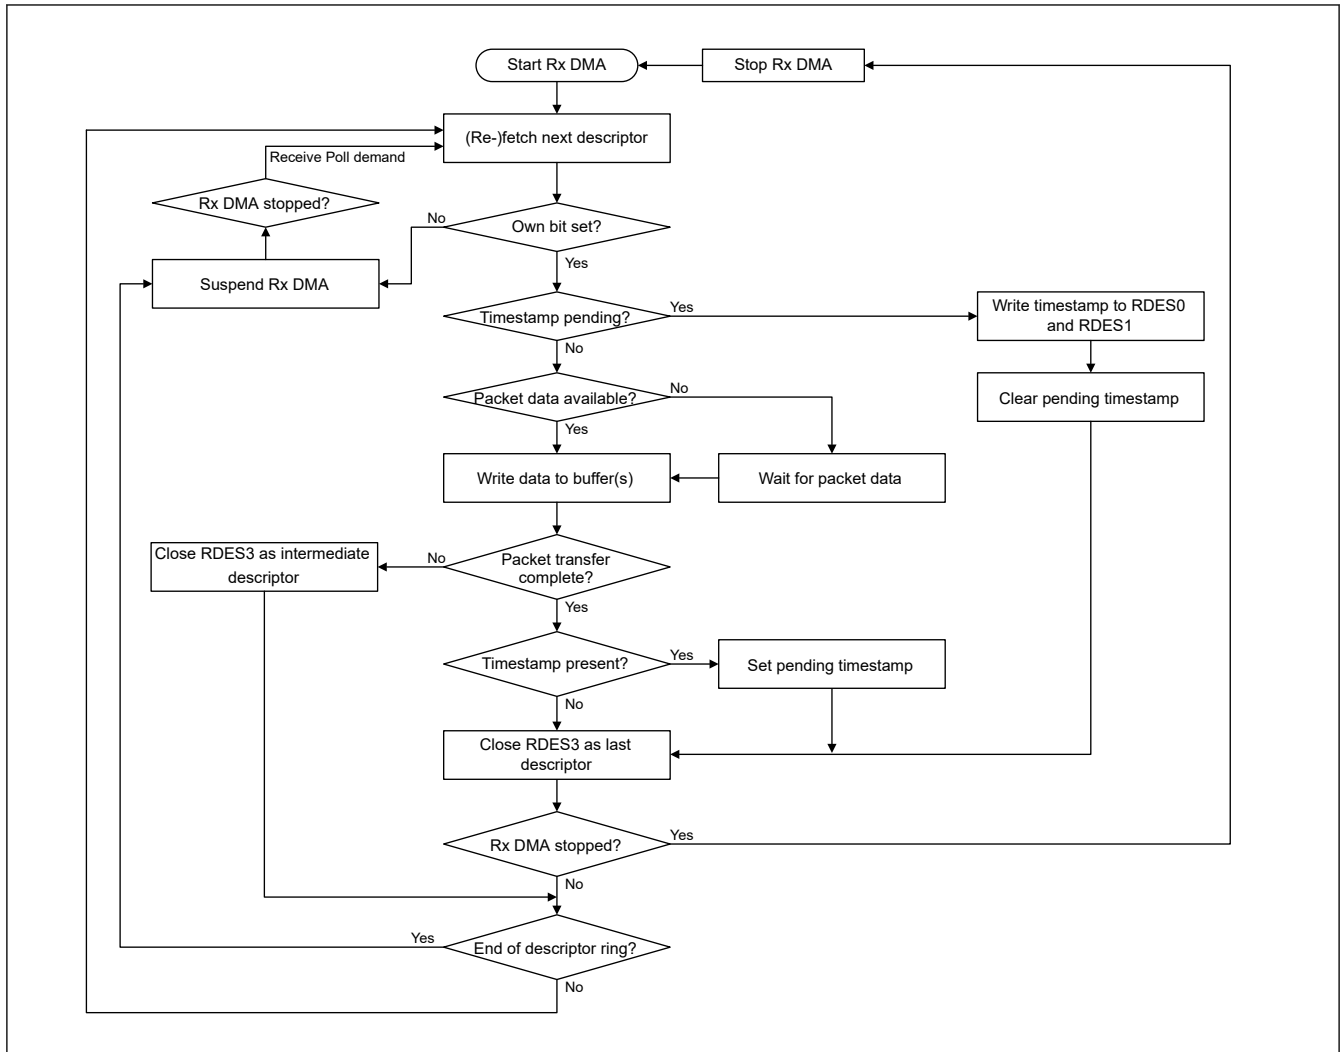 Start Rx DMA
Stop Rx DMA
(Re-)fetch next descriptor
Receive Poll demand
Rx DMA stopped?
No
Own bit set?
Yes
Suspend Rx DMA
Timestamp pending?
Yes
Write timestamp to RDES0
and RDES1
No
Packet data available?
No
Clear pending timestamp
Yes
Write data to buffer(s)
Wait for packet data
Close RDES3 as intermediate
descriptor
No
Packet transfer
complete?
Yes
Timestamp present?
Yes
Set pending timestamp
No
Close RDES3 as last
descriptor
Rx DMA stopped?
Yes
No
Yes
End of descriptor ring?
No